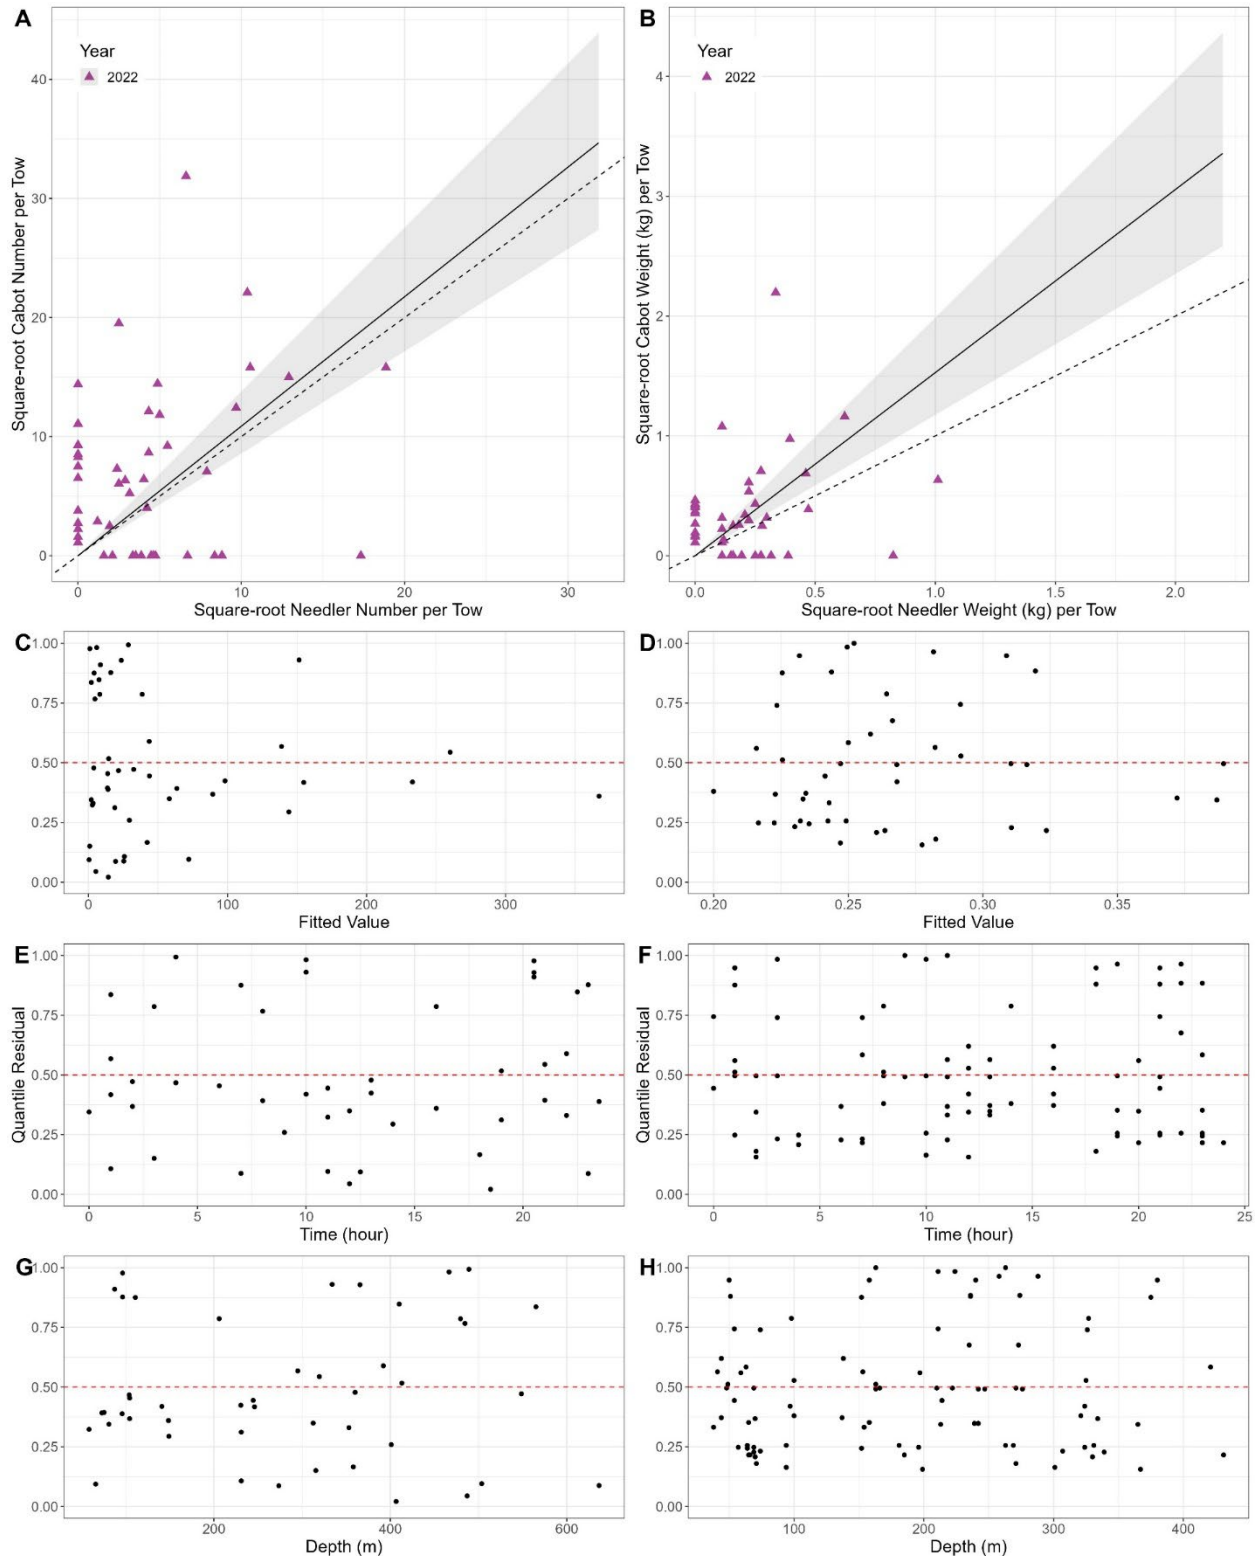 A
B
Year
2022
Year
2022
40
30
20
10
0
4
3
2
1
0
Square-root Cabot Number per Tow
Square-root Cabot Weight (kg) per Tow
0 10 20 30
0.0 0.5 1.0 1.5 2.0
Square-root Needler Number per Tow
Square-root Needler Weight (kg) per Tow
C
D
1.00
0.75
0.50
0.25
0.00
1.00
0.75
0.50
0.25
0.00
0 100 200 300
0.20 0.25 0.30 0.35
Fitted Value
Fitted Value
E
F
1.00
0.75
0.50
0.25
0.00
1.00
0.75
0.50
0.25
0.00
Quantile Residual
Quantile Residual
0 5 10 15 20
0 5 10 15 20 25
Time (hour)
Time (hour)
G
H
1.00
0.75
0.50
0.25
0.00
1.00
0.75
0.50
0.25
0.00
200 400 600
100 200 300 400
Depth (m)
Depth (m)